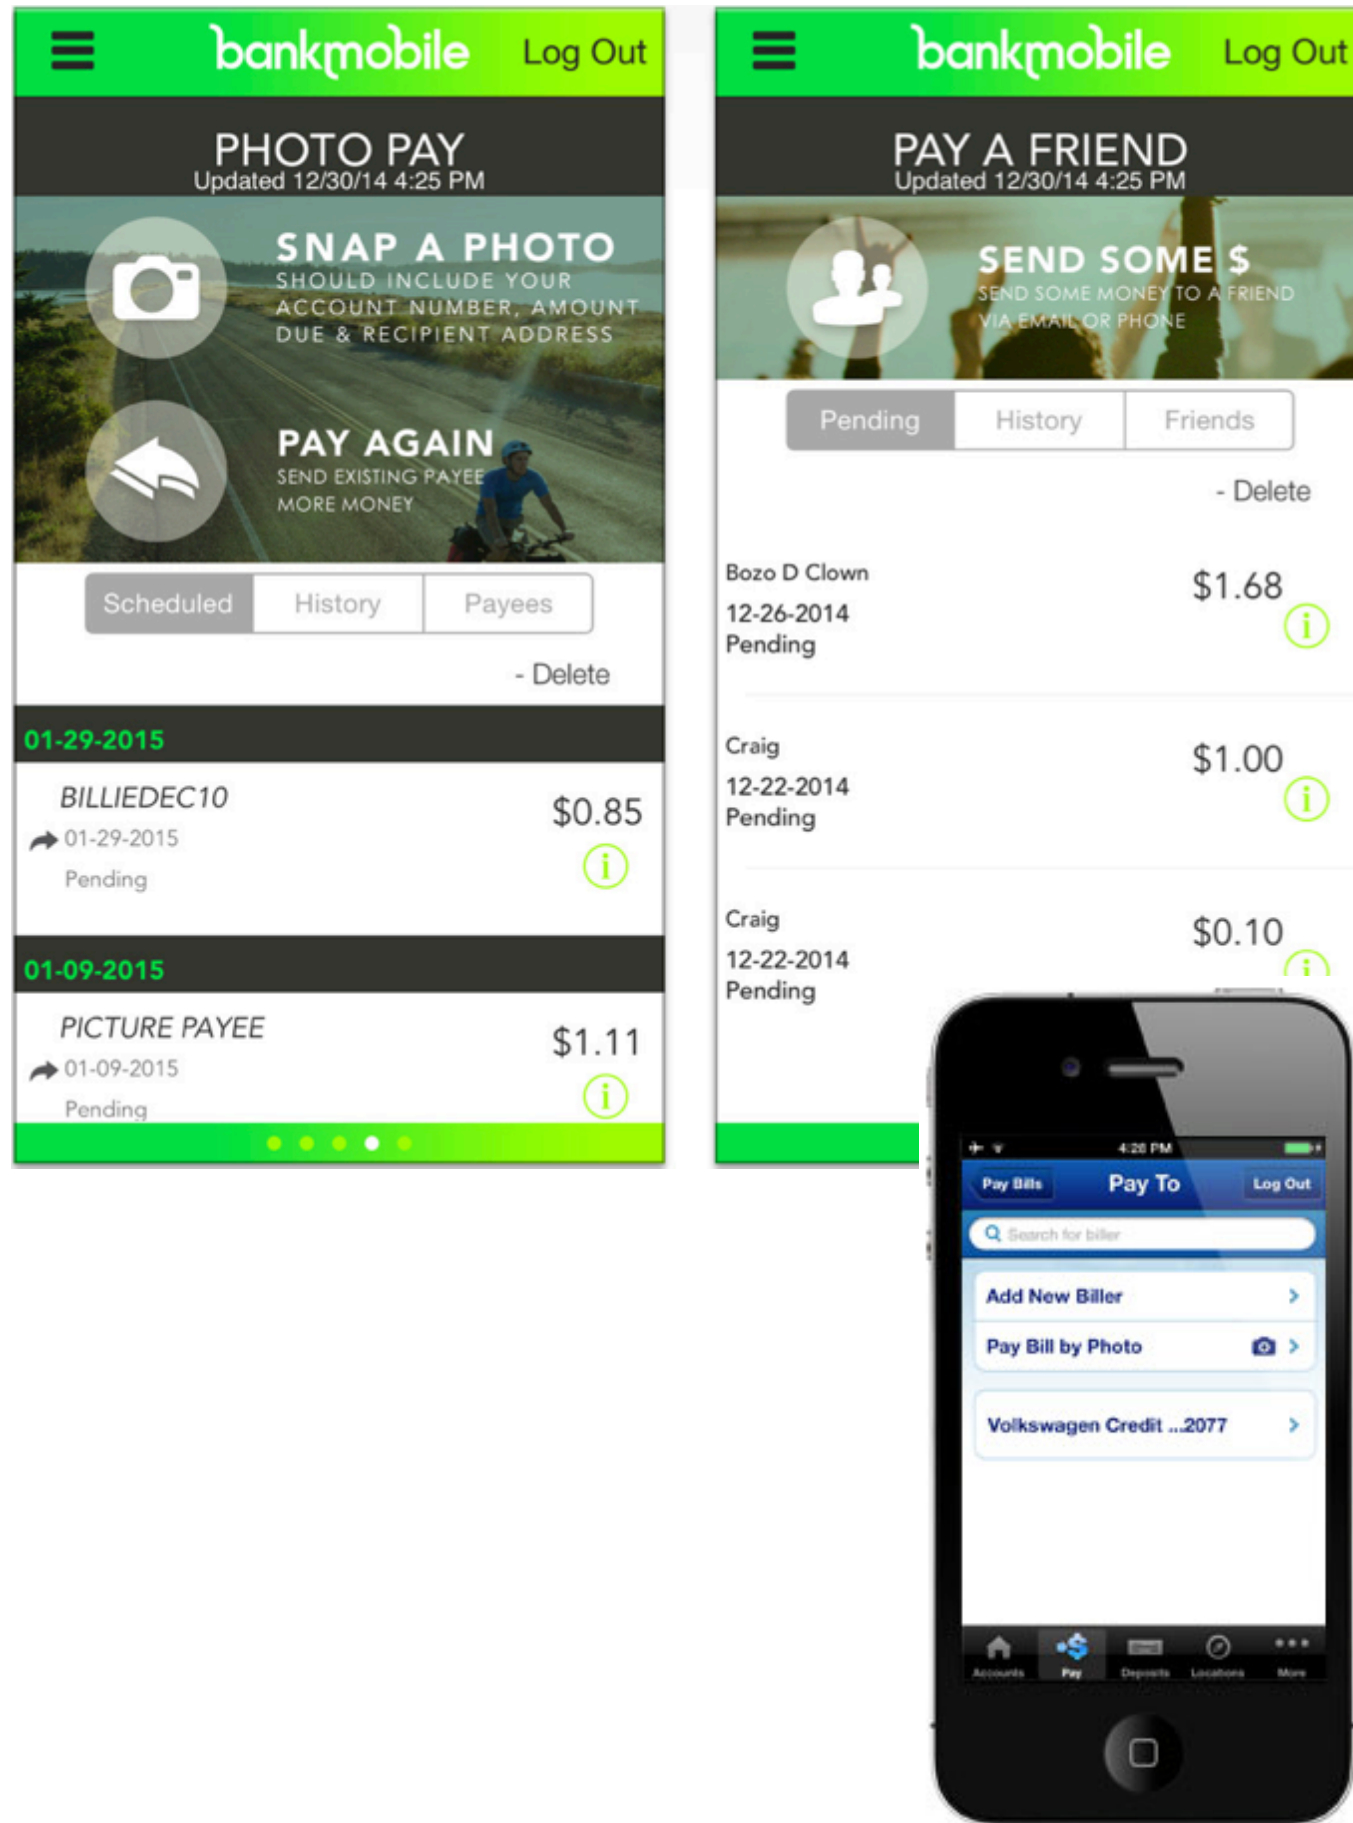 bankmobile Log Out
PHOTO PAY
Updated 12/30/14 4:25 PM
SNAP A PHOTO
SHOULD INCLUDE YOUR
ACCOUNT NUMBER, AMOUNT
DUE & RECIPIENT ADDRESS
PAY AGAIN
SEND EXISTING PAYEE
MORE MONEY
Scheduled History Payees
- Delete
01-29-2015
BILLIEDEC10
$0.85
01-29-2015
i
Pending
01-09-2015
PICTURE PAYEE
$1.11
01-09-2015
i
Pending
bankmobile Log Out
PAY A FRIEND
Updated 12/30/14 4:25 PM
SEND SOME $
SEND SOME MONEY TO A FRIEND
VIA EMAIL OR PHONE
Pending History Friends
- Delete
Bozo D Clown
$1.68
12-26-2014
i
Pending
Craig
$1.00
12-22-2014
i
Pending
Craig
$0.10
12-22-2014
i
Pending
4:26 PM
Pay Bills Pay To Log Out
Search for biller
Add New Biller
Pay Bill by Photo
Volkswagen Credit ...2077
Accounts Pay Deposits Locations More